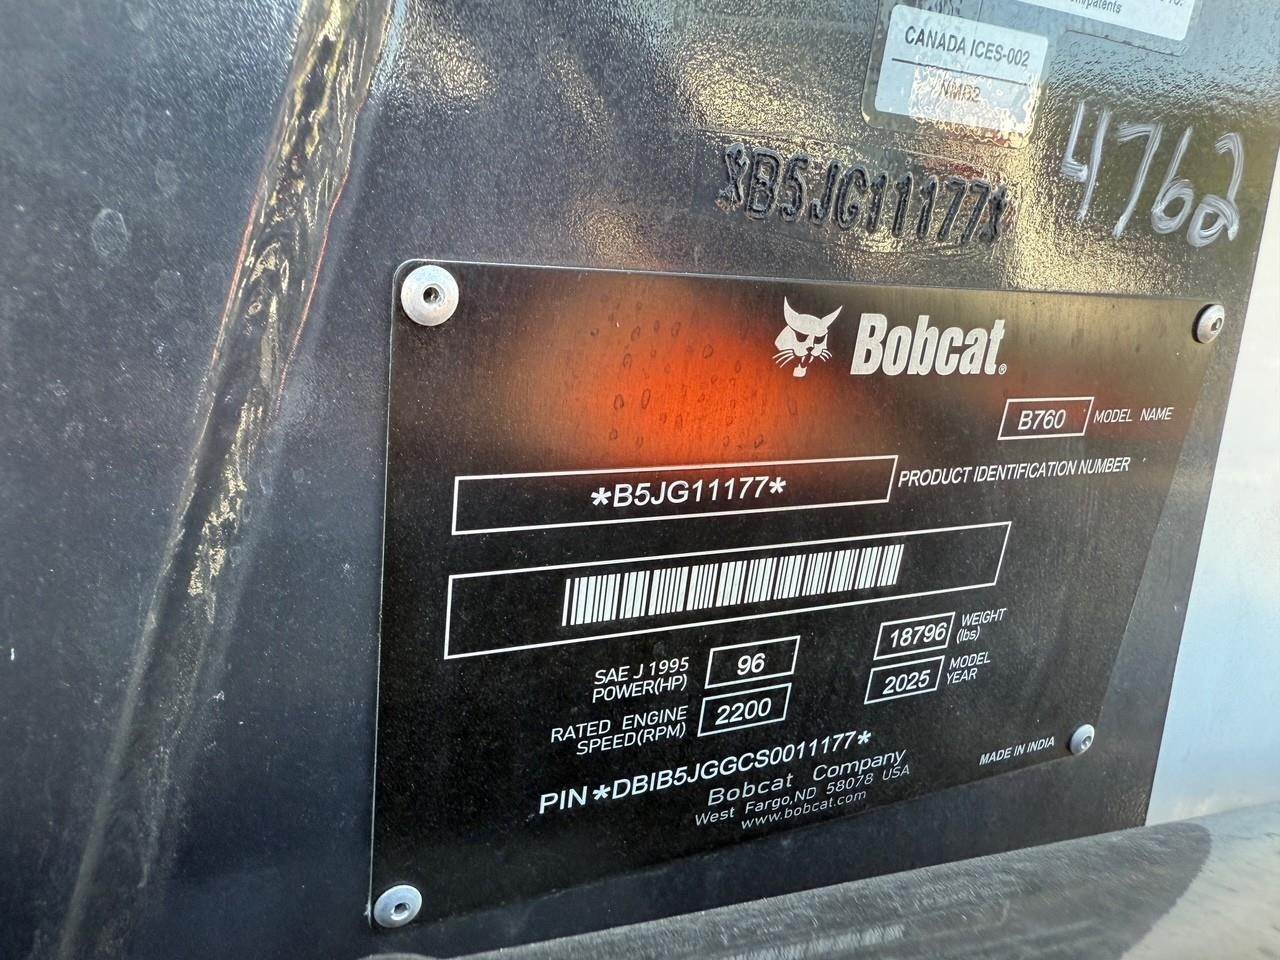 m/patents
CANADA ICES-002
NMB2
4762
*B5JG11177*
Bobcat®
B760 MODEL NAME
*B5JG11177* PRODUCT IDENTIFICATION NUMBER
SAE J1995 POWER(HP) 96
18796 WEIGHT (lbs)
RATED ENGINE SPEED(RPM) 2200
2025 MODEL YEAR
PIN *DBIB5JGGCS0011177*
MADE IN INDIA
Bobcat Company
West Fargo,ND 58078 USA
www.bobcat.com